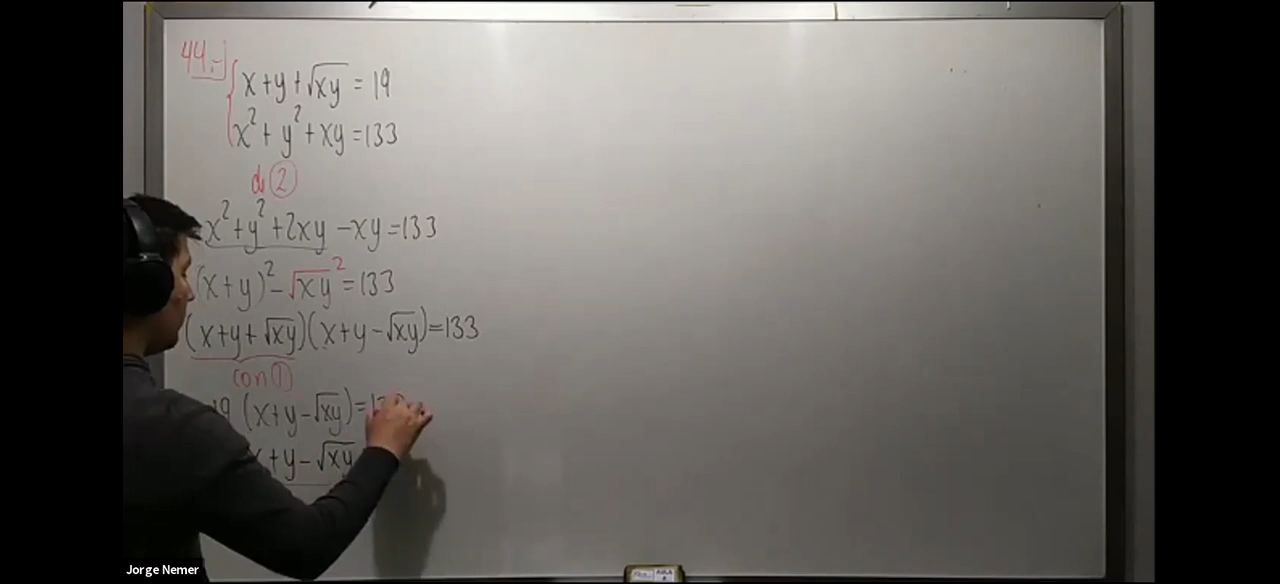 44.-
x + y + √xy = 19
x² + y² + xy = 133
de ②
x² + y² + 2xy - xy = 133
(x + y)² - √xy² = 133
(x + y + √xy)(x + y - √xy) = 133
con ①
19 (x + y - √xy) =
x + y - √xy
Jorge Nemer